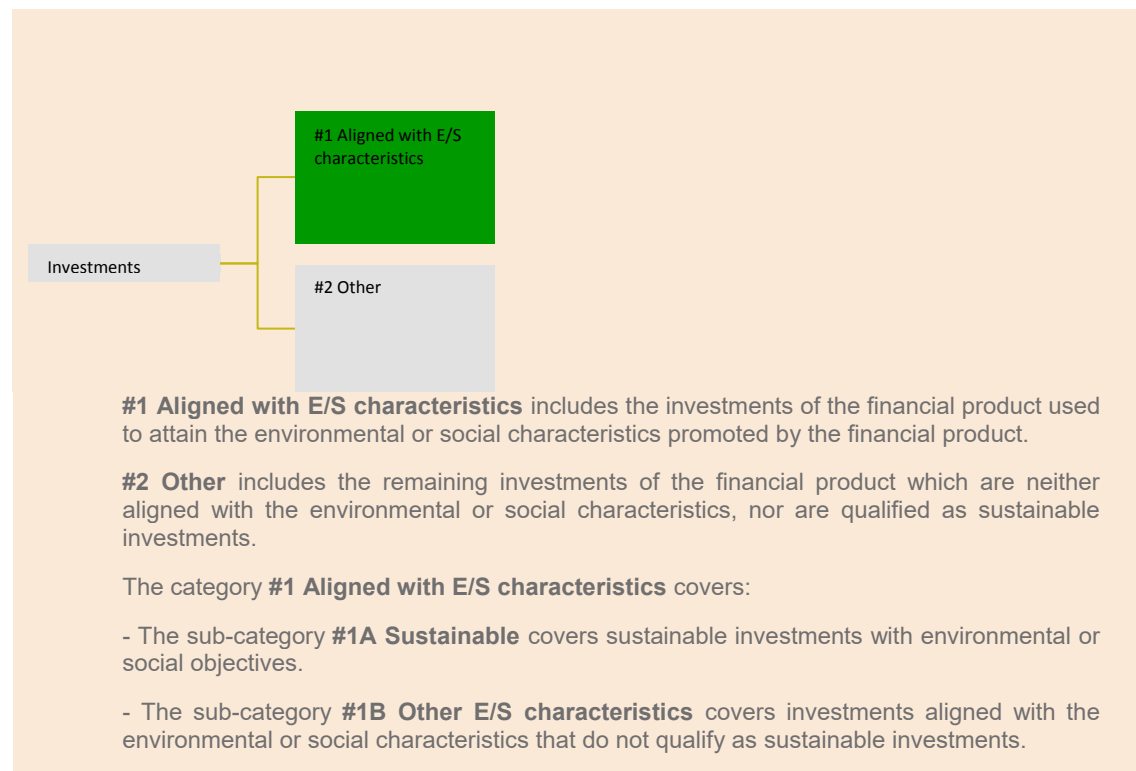 #1 Aligned with E/S
characteristics
Investments
#2 Other
#1 Aligned with E/S characteristics includes the investments of the financial product used
to attain the environmental or social characteristics promoted by the financial product.
#2 Other includes the remaining investments of the financial product which are neither
aligned with the environmental or social characteristics, nor are qualified as sustainable
investments.
The category #1 Aligned with E/S characteristics covers:
- The sub-category #1A Sustainable covers sustainable investments with environmental or
social objectives.
- The sub-category #1B Other E/S characteristics covers investments aligned with the
environmental or social characteristics that do not qualify as sustainable investments.